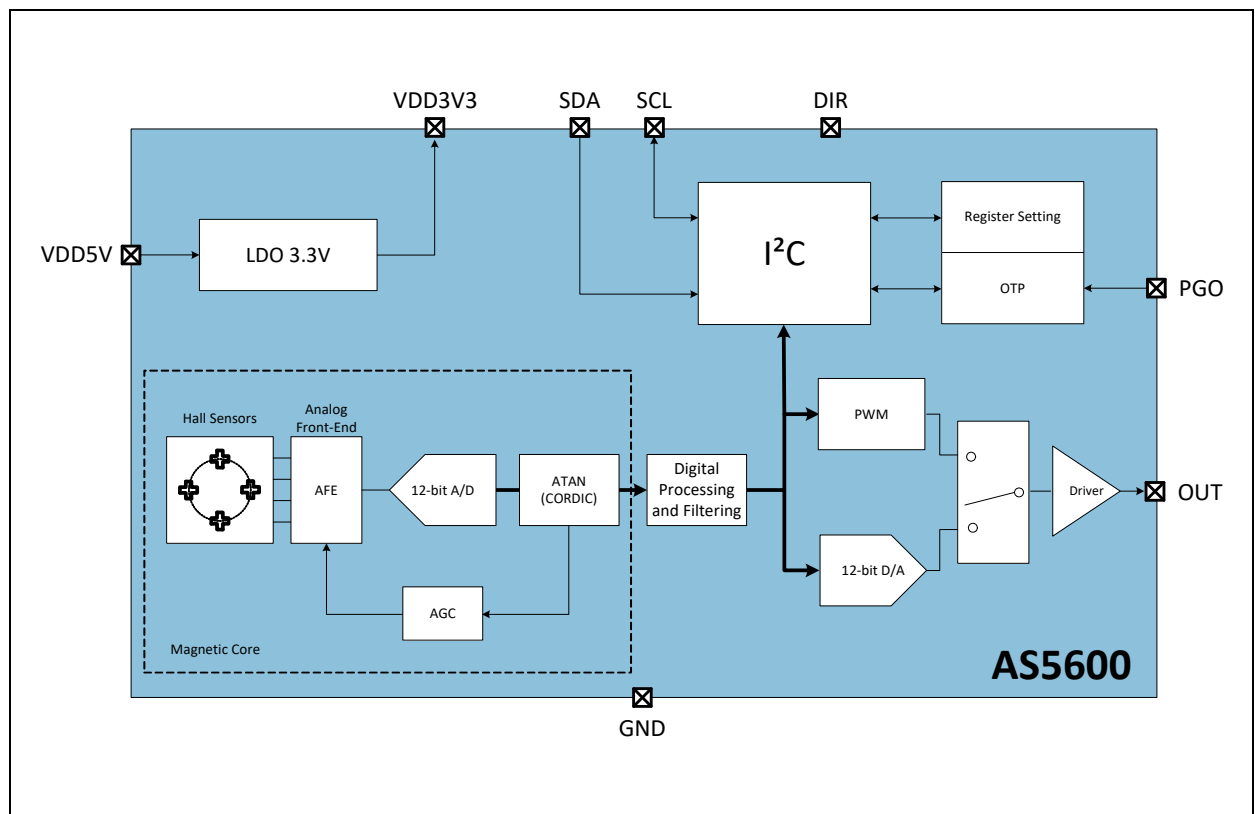 VDD3V3
SDA
SCL
DIR
VDD5V
LDO 3.3V
I²C
Register Setting
OTP
PGO
Hall Sensors
Analog
Front-End
AFE
12-bit A/D
ATAN
(CORDIC)
Digital
Processing
and Filtering
PWM
12-bit D/A
Driver
OUT
AGC
Magnetic Core
AS5600
GND